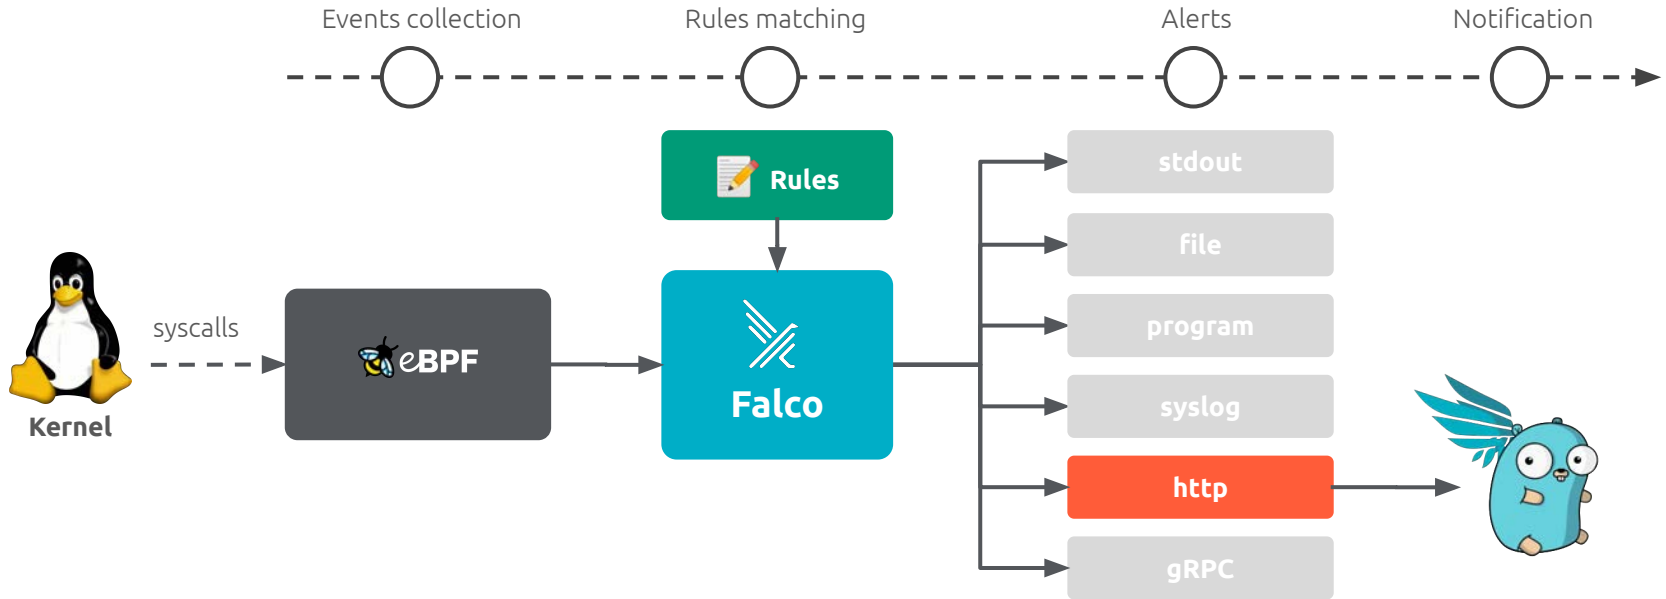 Events collection
Rules matching
Alerts
Notification
Rules
stdout
file
program
syslog
http
gRPC
syscalls
eBPF
Falco
Kernel